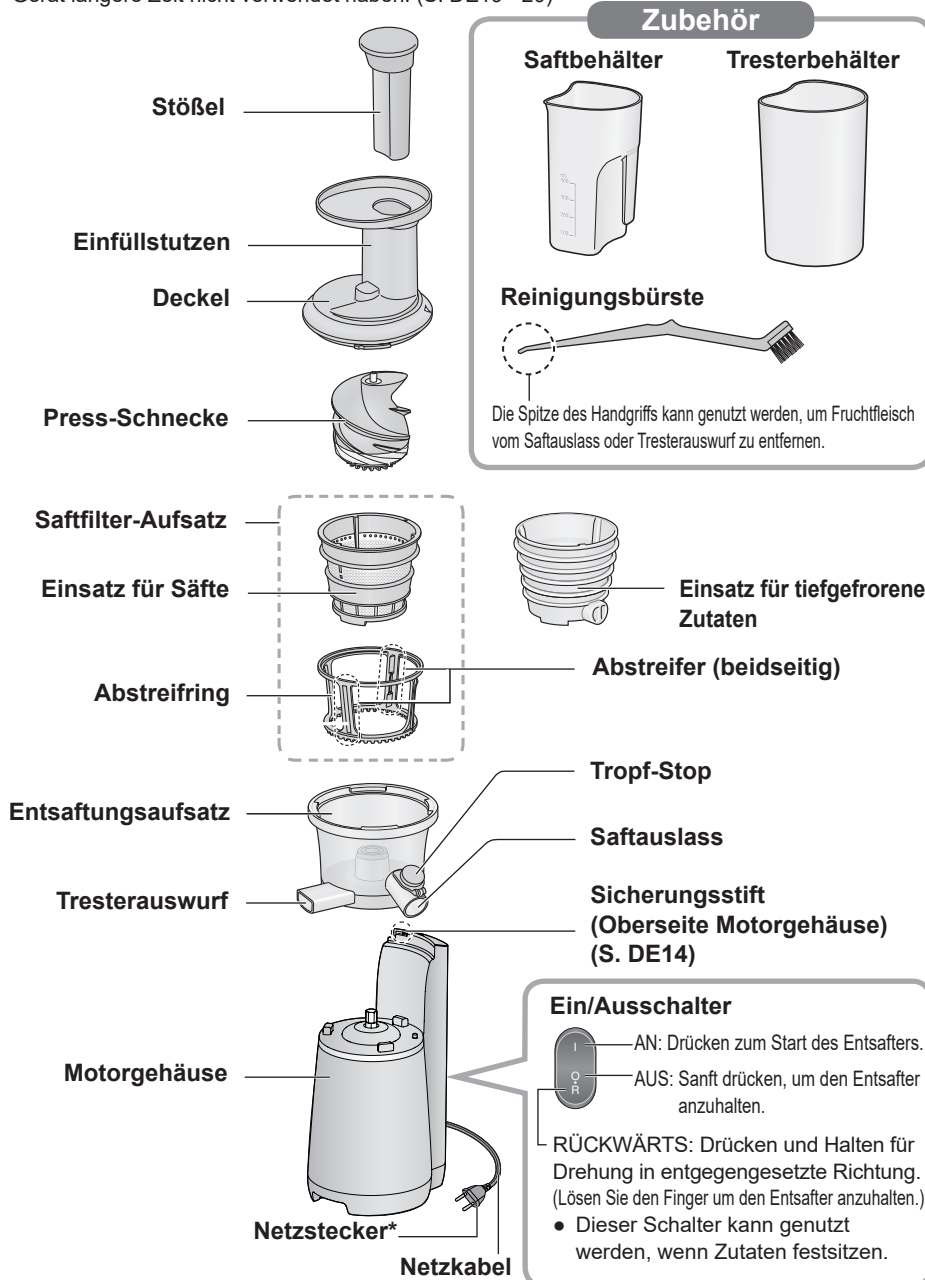 Gerät längere Zeit nicht verwendet haben. (S. DE19 - 20)
Zubehör
Saftbehälter
Tresterbehälter
Reinigungsbürste
Die Spitze des Handgriffs kann genutzt werden, um Fruchtfleisch
vom Saftauslass oder Tresterauswurf zu entfernen.
Stößel
Einfüllstutzen
Deckel
Press-Schnecke
Saftfilter-Aufsatz
Einsatz für Säfte
Einsatz für tiefgefrorene
Zutaten
Abstreifer (beidseitig)
Abstreifring
Tropf-Stop
Entsaftungsaufsatz
Saftauslass
Tresterauswurf
Sicherungsstift
(Oberseite Motorgehäuse)
(S. DE14)
Motorgehäuse
Netzstecker*
Netzkabel
Ein/Ausschalter
I
O
R
AN: Drücken zum Start des Entsafters.
AUS: Sanft drücken, um den Entsafter
anzuhalten.
RÜCKWÄRTS: Drücken und Halten für
Drehung in entgegengesetzte Richtung.
(Lösen Sie den Finger um den Entsafter anzuhalten.)
● Dieser Schalter kann genutzt
werden, wenn Zutaten festsitzen.